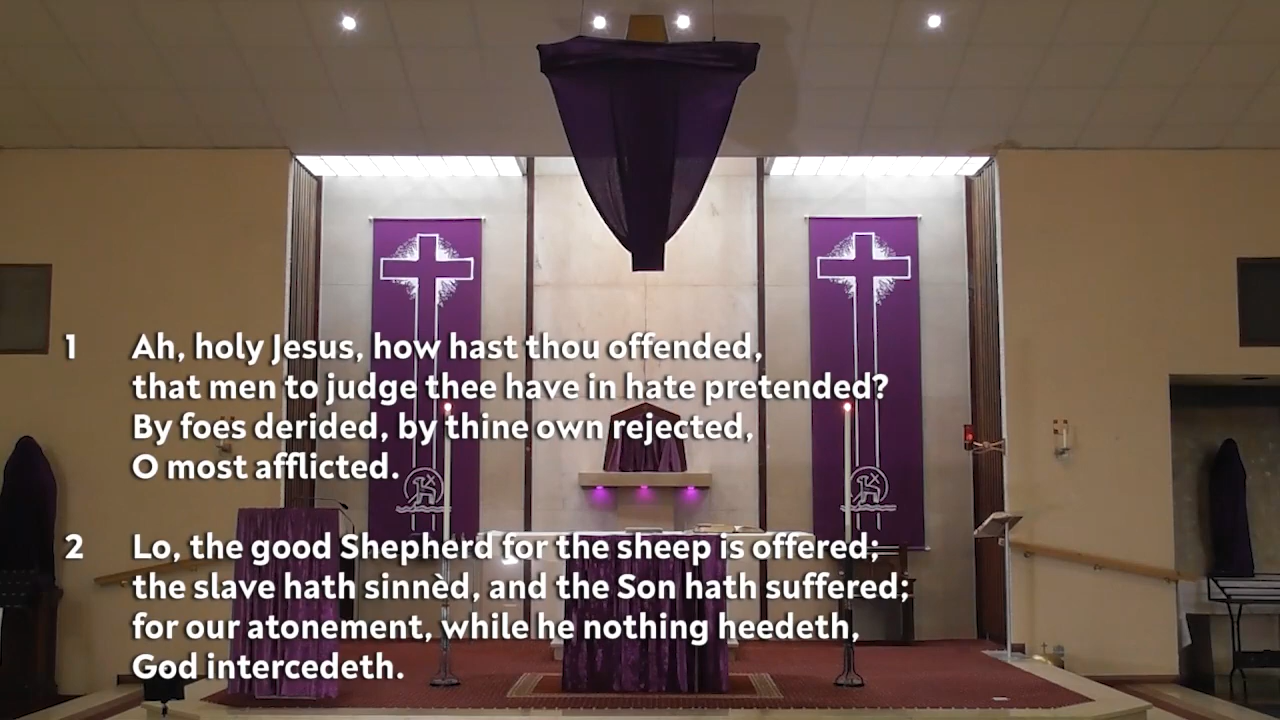 1 Ah, holy Jesus, how hast thou offended,
that men to judge thee have in hate pretended?
By foes derided, by thine own rejected,
O most afflicted.
2 Lo, the good Shepherd for the sheep is offered;
the slave hath sinnèd, and the Son hath suffered;
for our atonement, while he nothing heedeth,
God intercedeth.